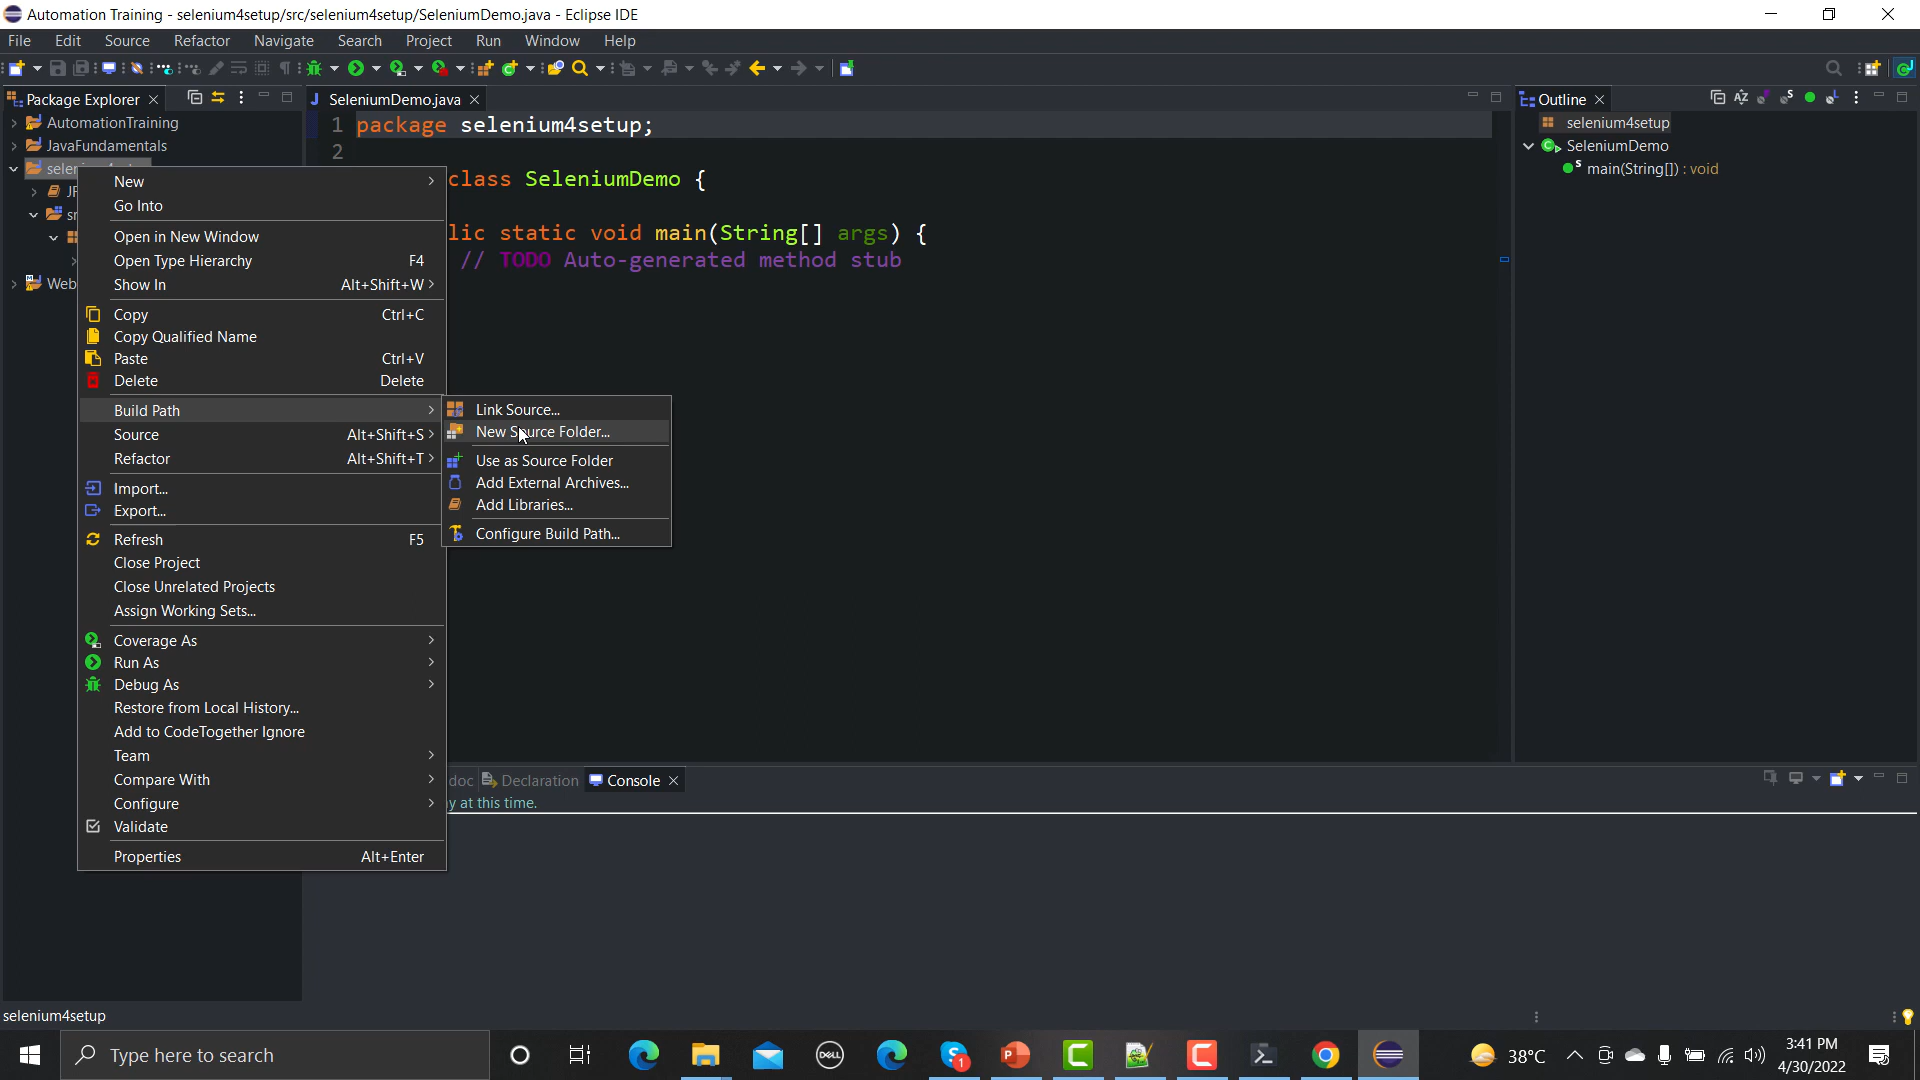 Automation Training - selenium4setup/src/selenium4setup/SeleniumDemo.java - Eclipse IDE
File Edit Source Refactor Navigate Search Project Run Window Help
Package Explorer
AutomationTraining
JavaFundamentals
Web
SeleniumDemo.java
1 package selenium4setup;
2
class SeleniumDemo {
lic static void main(String[] args) {
// TODO Auto-generated method stub
Outline
selenium4setup
SeleniumDemo
main(String[]) : void
New
Go Into
Open in New Window
Open Type Hierarchy F4
Show In Alt+Shift+W
Copy Ctrl+C
Copy Qualified Name
Paste Ctrl+V
Delete Delete
Build Path
Source Alt+Shift+S
Refactor Alt+Shift+T
Import...
Export...
Refresh F5
Close Project
Close Unrelated Projects
Assign Working Sets...
Coverage As
Run As
Debug As
Restore from Local History...
Add to CodeTogether Ignore
Team
Compare With
Configure
Validate
Properties Alt+Enter
Link Source...
New Source Folder...
Use as Source Folder
Add External Archives...
Add Libraries...
Configure Build Path...
doc Declaration Console
y at this time.
selenium4setup
Type here to search
DELL
38°C
3:41 PM
4/30/2022